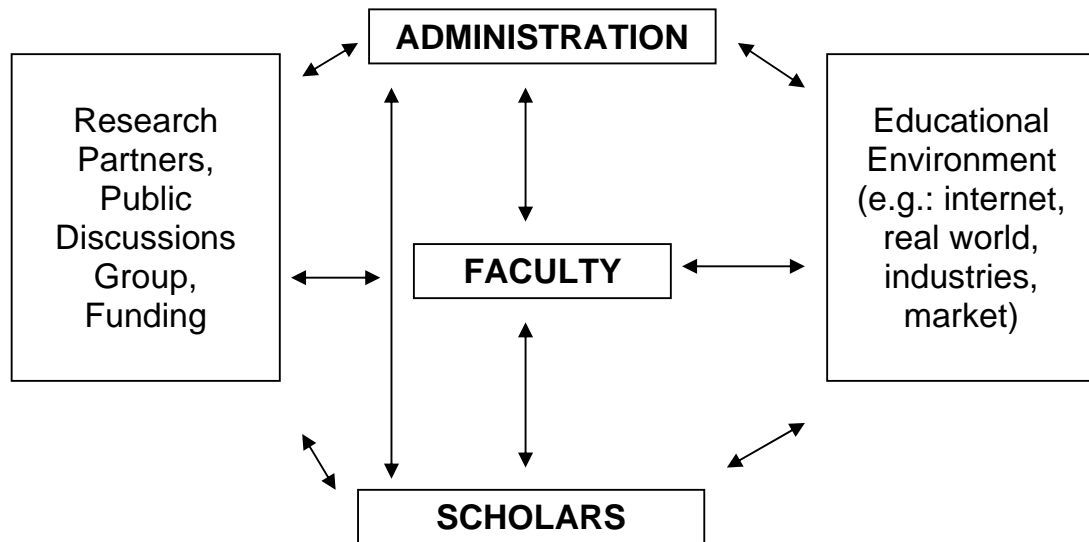 ADMINISTRATION
Research
Partners,
Public
Discussions
Group,
Funding
Educational
Environment
(e.g.: internet,
real world,
industries,
market)
FACULTY
SCHOLARS